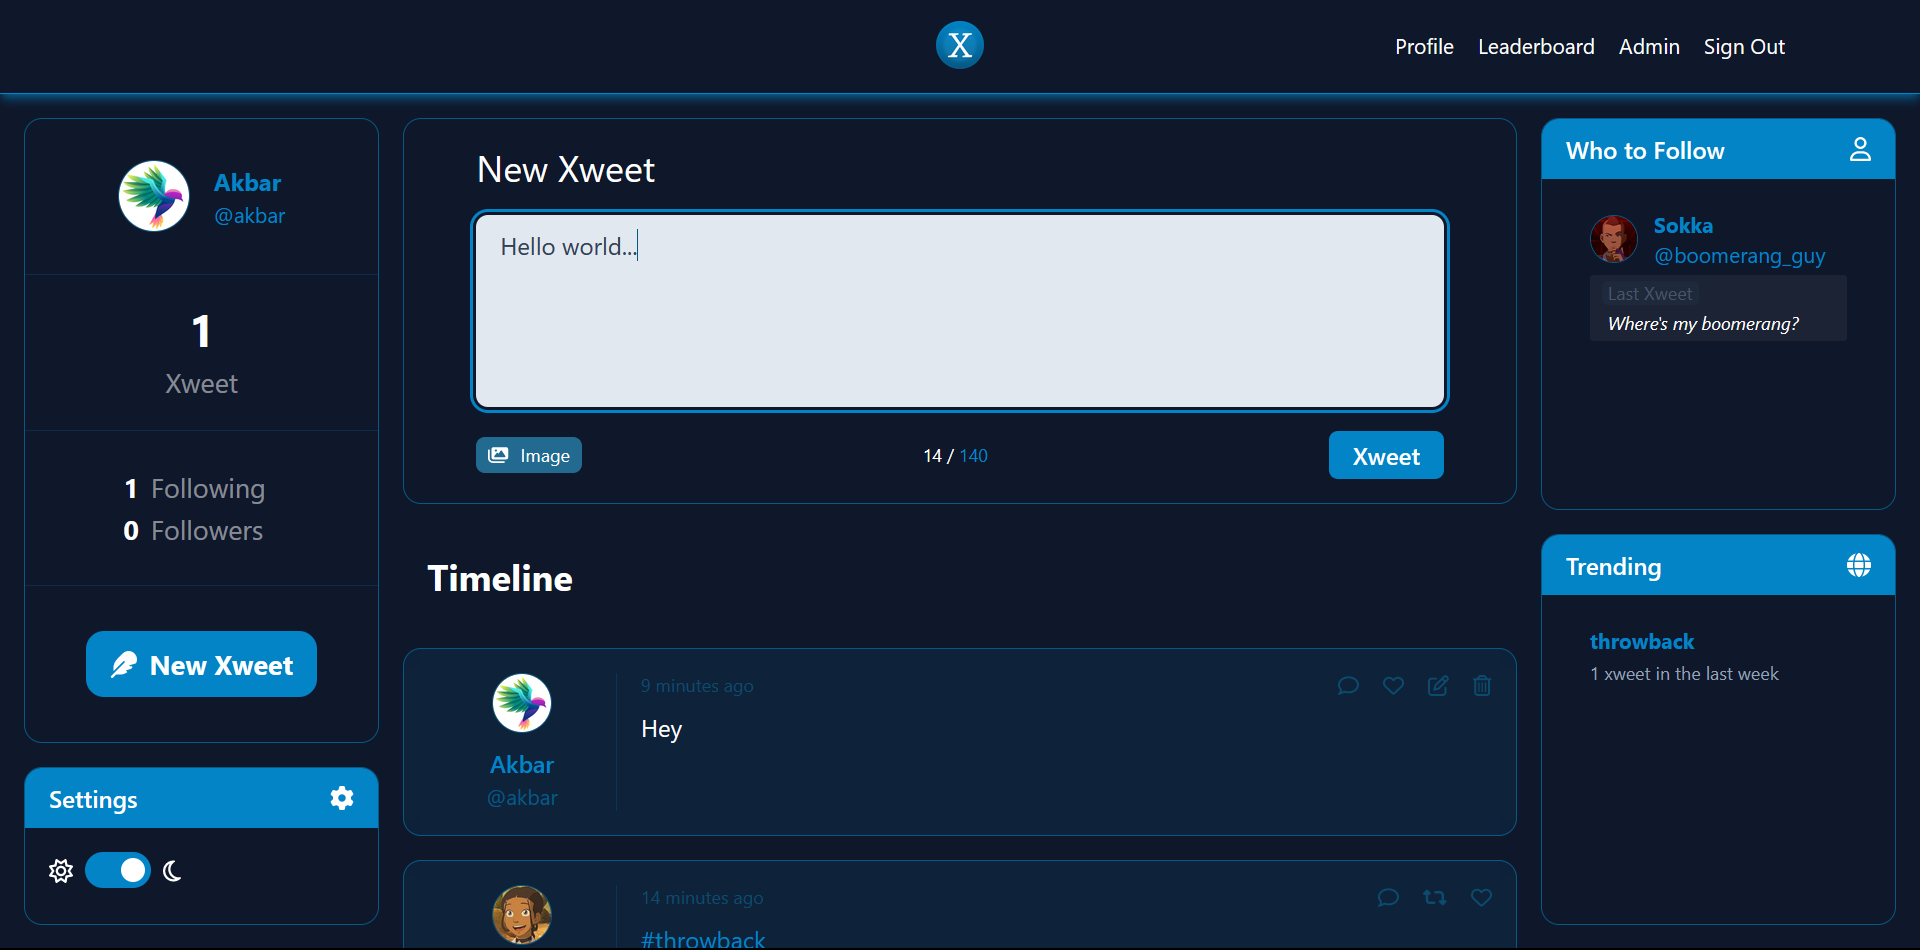 X
Profile Leaderboard Admin Sign Out
Akbar
@akbar
1
Xweet
1 Following
0 Followers
New Xweet
Settings
New Xweet
Hello world...
Image
14 / 140
Xweet
Timeline
9 minutes ago
Hey
Akbar
@akbar
14 minutes ago
#throwback
Who to Follow
Sokka
@boomerang_guy
Last Xweet
Where's my boomerang?
Trending
throwback
1 xweet in the last week